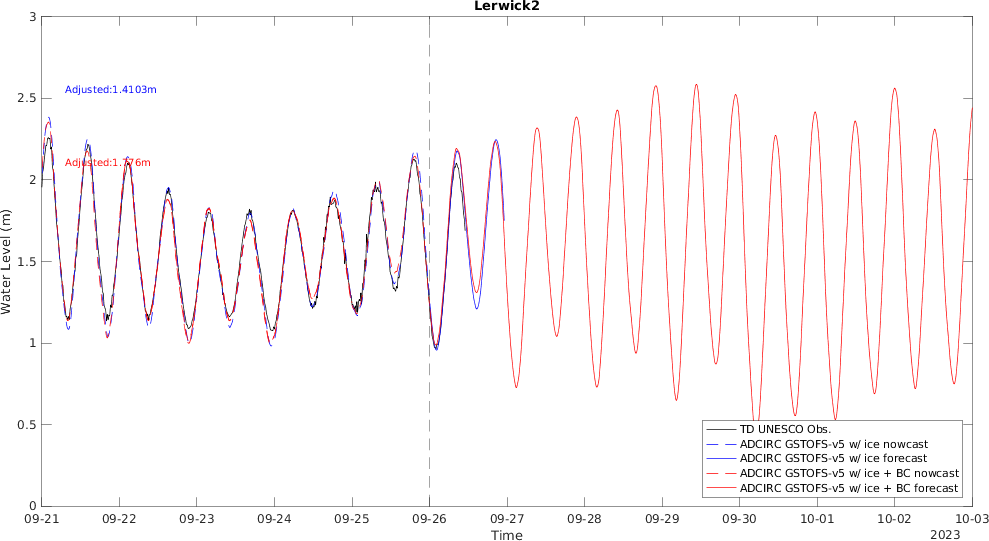 Lerwick2
3
2.5
2
1.5
1
0.5
0
Water Level (m)
Adjusted:1.4103m
Adjusted:1.776m
TD UNESCO Obs.
ADCIRC GSTOFS-v5 w/ ice nowcast
ADCIRC GSTOFS-v5 w/ ice forecast
ADCIRC GSTOFS-v5 w/ ice + BC nowcast
ADCIRC GSTOFS-v5 w/ ice + BC forecast
09-21 09-22 09-23 09-24 09-25 09-26 09-27 09-28 09-29 09-30 10-01 10-02 10-03
Time
2023